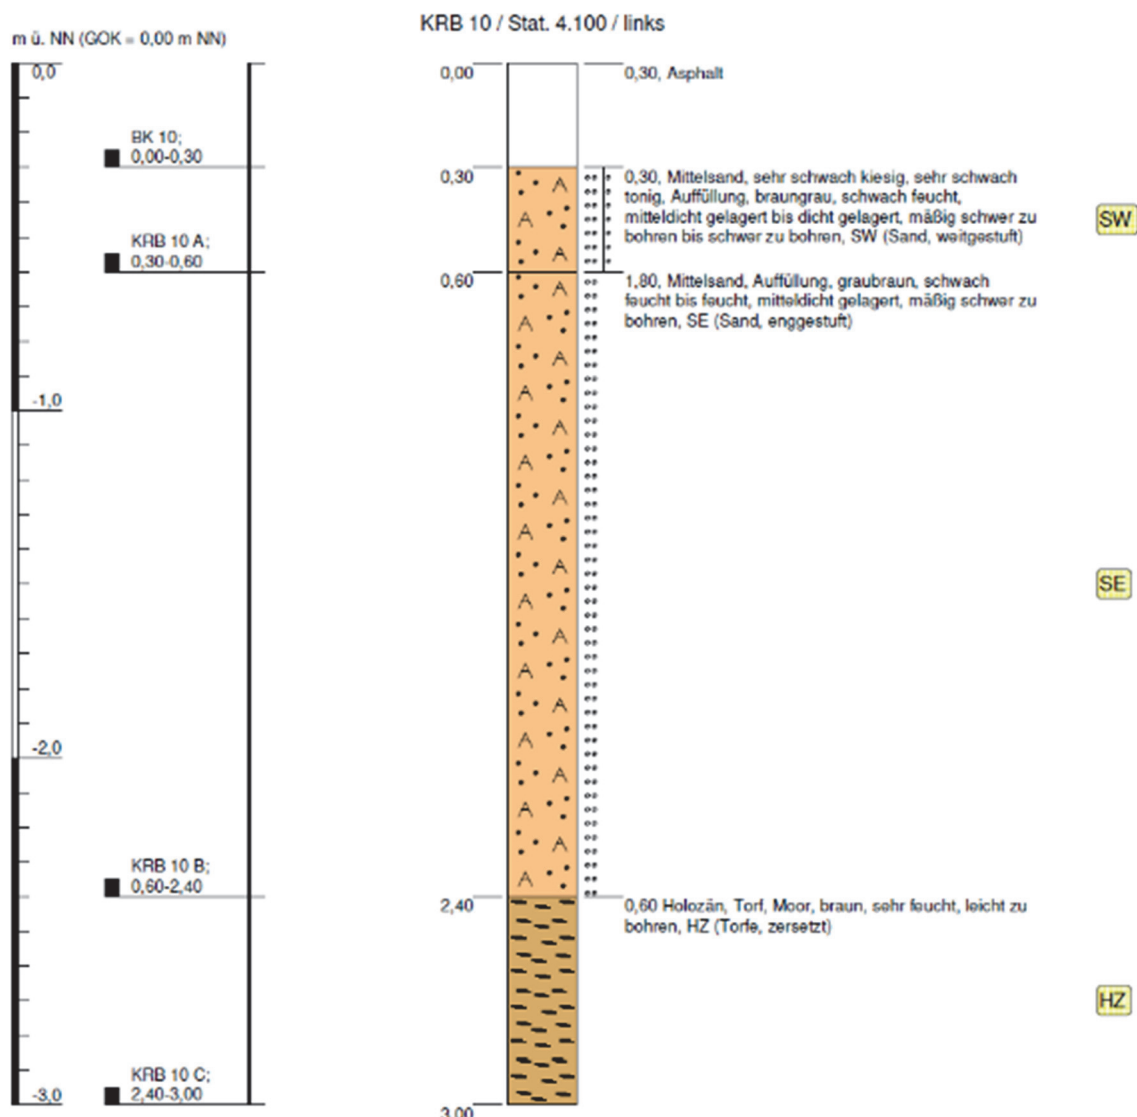 KRB 10 / Stat. 4.100 / links
m ü. NN (GOK = 0,00 m NN)
0,0
BK 10;
0,00-0,30
KRB 10 A;
0,30-0,60
-1,0
-2,0
KRB 10 B;
0,60-2,40
KRB 10 C;
2,40-3,00
-3,0
0,00
0,30, Asphalt
0,30
0,30, Mittelsand, sehr schwach kiesig, sehr schwach
tonig, Auffüllung, braungrau, schwach feucht,
mitteldicht gelagert bis dicht gelagert, mäßig schwer zu
bohren bis schwer zu bohren, SW (Sand, weitgestuft)
SW
0,60
1,80, Mittelsand, Auffüllung, graubraun, schwach
feucht bis feucht, mitteldicht gelagert, mäßig schwer zu
bohren, SE (Sand, enggestuft)
SE
2,40
0,60 Holozän, Torf, Moor, braun, sehr feucht, leicht zu
bohren, HZ (Torfe, zersetzt)
HZ
3,00